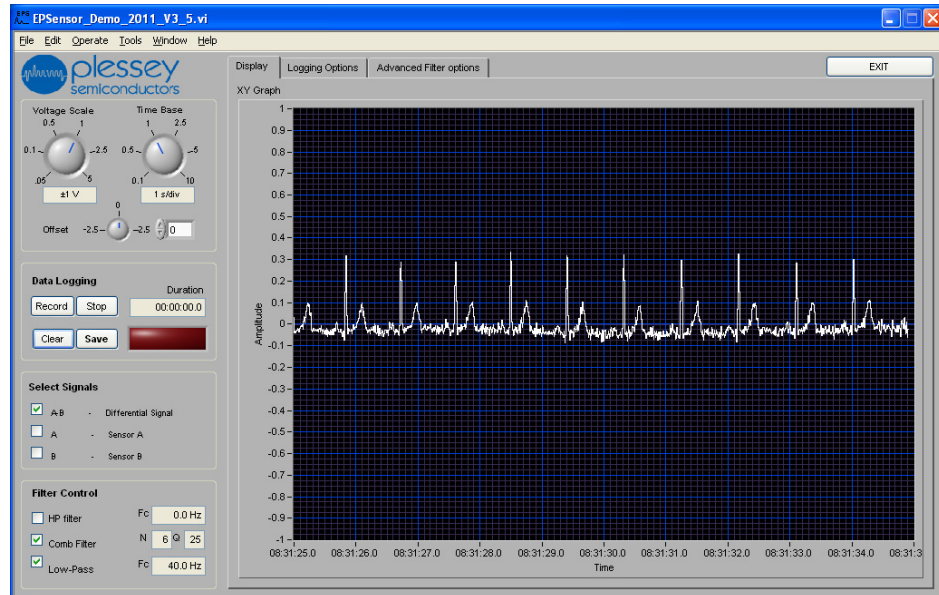 EPSensor_Demo_2011_V3_5.vi
File Edit Operate Tools Window Help
plessey
semiconductors
Voltage Scale Time Base
0.5 1 1 2.5
0.1 2.5 0.5 5
.05 5 0.1 10
±1 V 1 s/div
0
Offset -2.5 2.5 0
Data Logging
Duration
Record Stop 00:00:00.0
Clear Save
Select Signals
A-B - Differential Signal
A - Sensor A
B - Sensor B
Filter Control
HP filter Fc 0.0 Hz
Comb Filter N 6 Q 25
Low-Pass Fc 40.0 Hz
Display Logging Options Advanced Filter options EXIT
XY Graph
1
0.9
0.8
0.7
0.6
0.5
0.4
0.3
0.2
0.1
0
-0.1
-0.2
-0.3
-0.4
-0.5
-0.6
-0.7
-0.8
-0.9
-1
Amplitude
08:31:25.0 08:31:26.0 08:31:27.0 08:31:28.0 08:31:29.0 08:31:30.0 08:31:31.0 08:31:32.0 08:31:33.0 08:31:34.0 08:31:3
Time